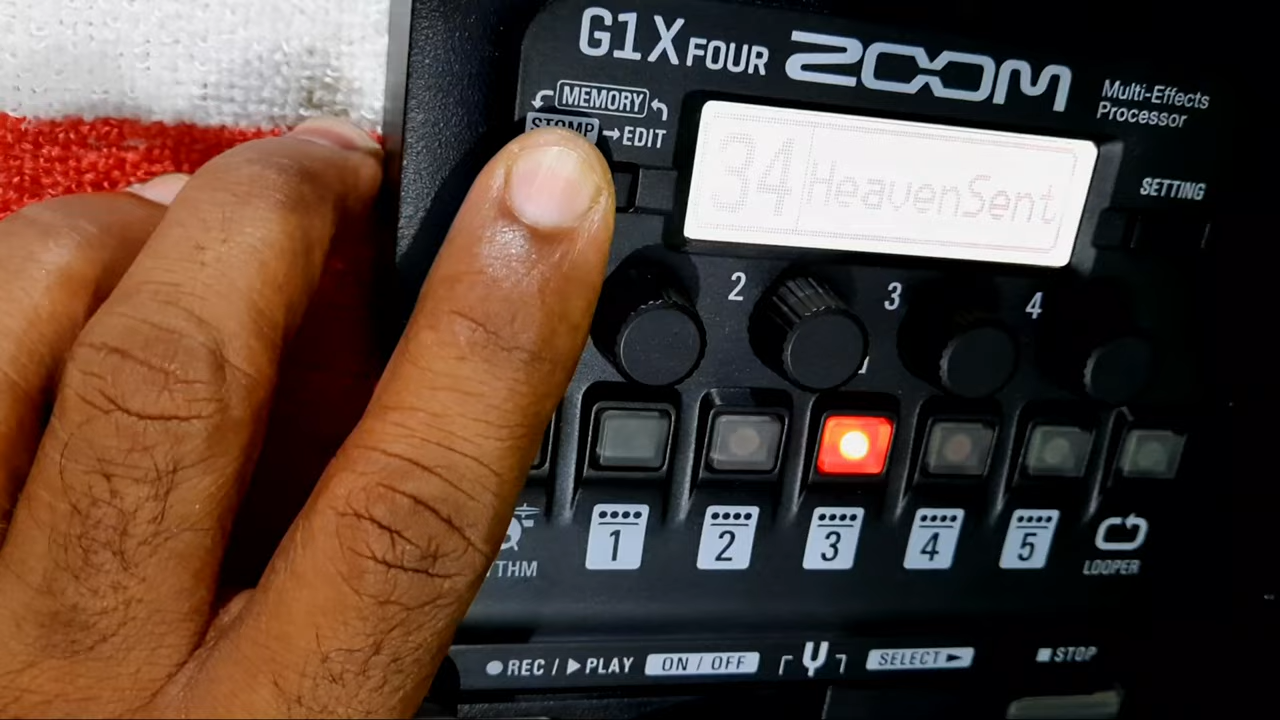 G1X FOUR ZOOM
Multi-Effects
Processor
MEMORY
STOMP → EDIT
SETTING
34 HeavenSent
2 3 4
1 2 3 4 5
THM
LOOPER
●REC / ▶PLAY ON / OFF SELECT► ■STOP